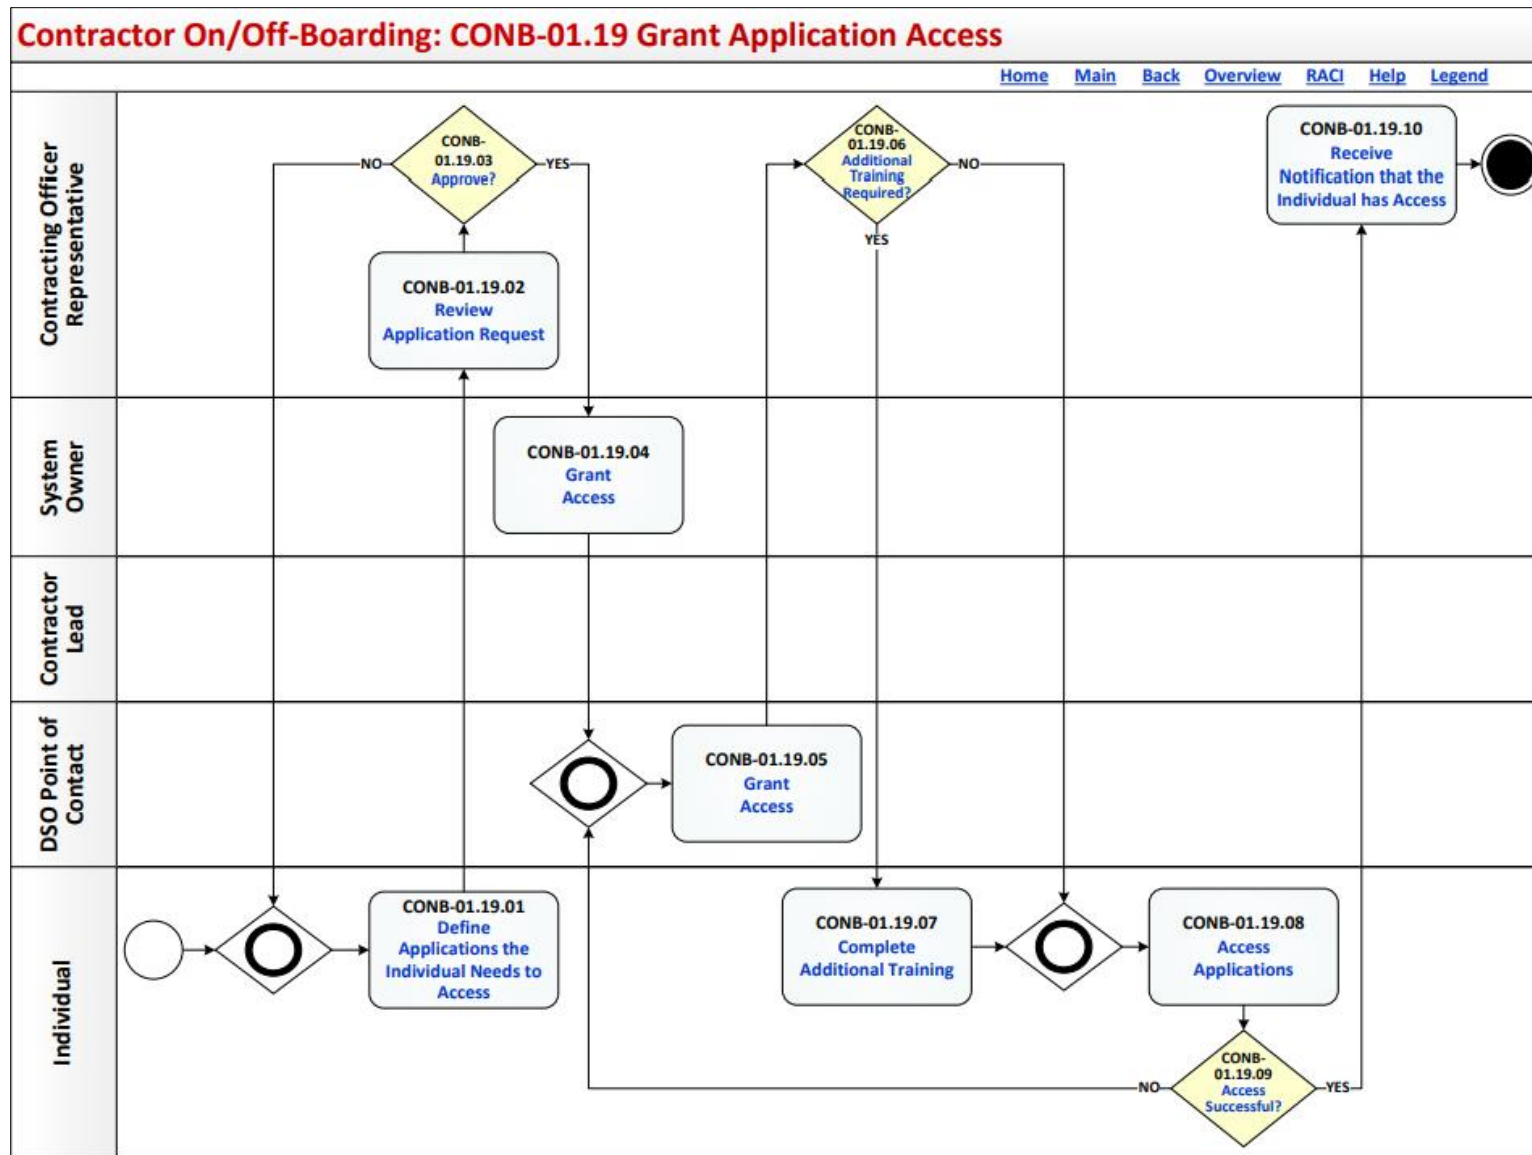 Contractor On/Off-Boarding: CONB-01.19 Grant Application Access
Home Main Back Overview RACI Help Legend
Contracting Officer
Representative
CONB-
01.19.03
Approve?
NO
YES
CONB-01.19.02
Review
Application Request
CONB-
01.19.06
Additional
Training
Required?
NO
YES
CONB-01.19.10
Receive
Notification that the
Individual has Access
System
Owner
CONB-01.19.04
Grant
Access
Contractor
Lead
DSO Point of
Contact
CONB-01.19.05
Grant
Access
Individual
CONB-01.19.01
Define
Applications the
Individual Needs to
Access
CONB-01.19.07
Complete
Additional Training
CONB-01.19.08
Access
Applications
CONB-
01.19.09
Access
Successful?
NO
YES